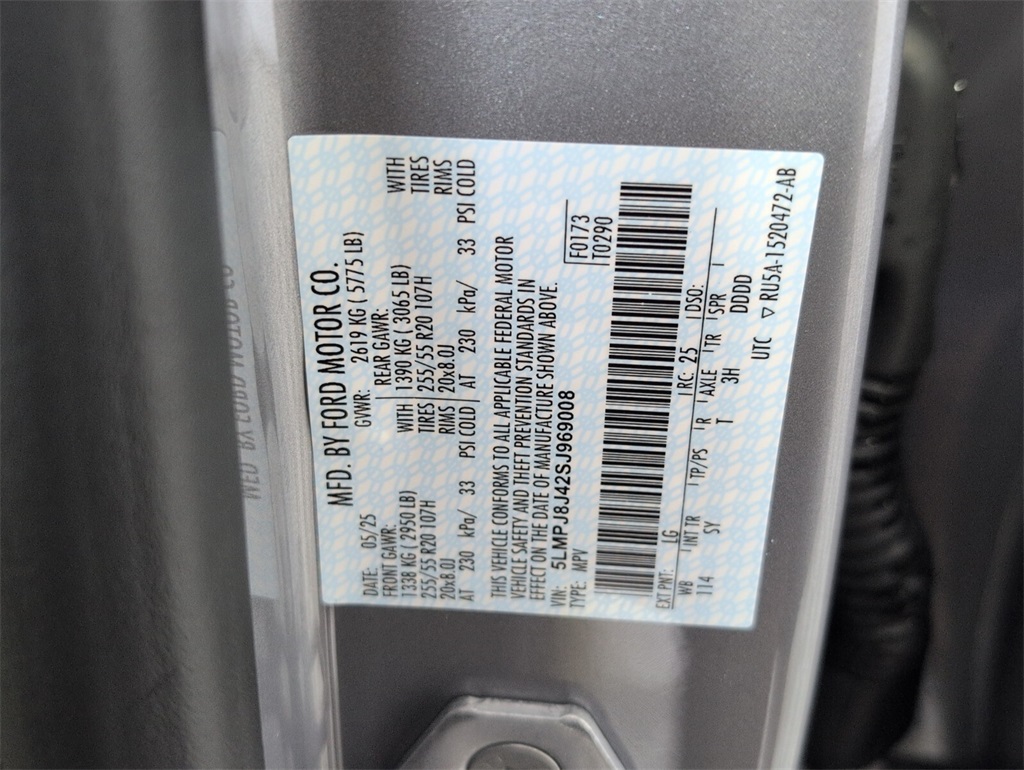 MFD. BY FORD MOTOR CO.
DATE: 05/25 GVWR: 2619 KG ( 5775 LB)
FRONT GAWR: REAR GAWR:
1338 KG ( 2950 LB) WITH 1390 KG ( 3065 LB) WITH
255/55 R20 107H TIRES 255/55 R20 107H TIRES
20x8.0J RIMS 20x8.0J RIMS
AT 230 kPa/ 33 PSI COLD AT 230 kPa/ 33 PSI COLD
THIS VEHICLE CONFORMS TO ALL APPLICABLE FEDERAL MOTOR
VEHICLE SAFETY AND THEFT PREVENTION STANDARDS IN
EFFECT ON THE DATE OF MANUFACTURE SHOWN ABOVE.
VIN: 5LMPJ8J42SJ969008 F0173
TYPE: MPV T0290
EXT PNT: LG RC: 25 DSO:
WB INT TR TP/PS R AXLE TR SPR
114 SY T 3H DDDD
UTC ▽ RU5A-1520472-AB